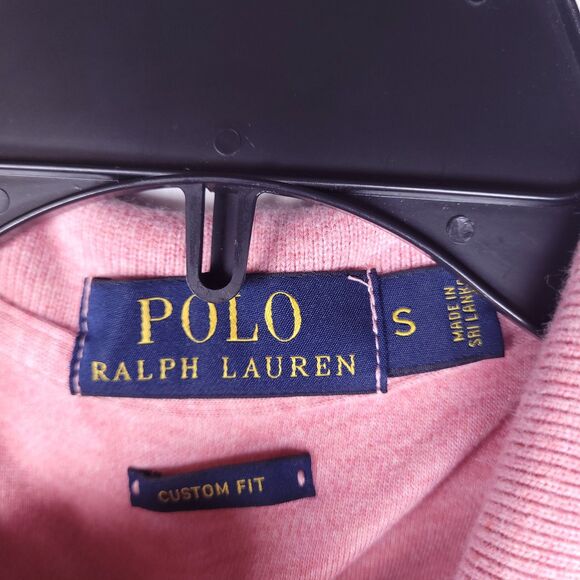 POLO
RALPH LAUREN
S
MADE IN
SRI LANKA
CUSTOM FIT